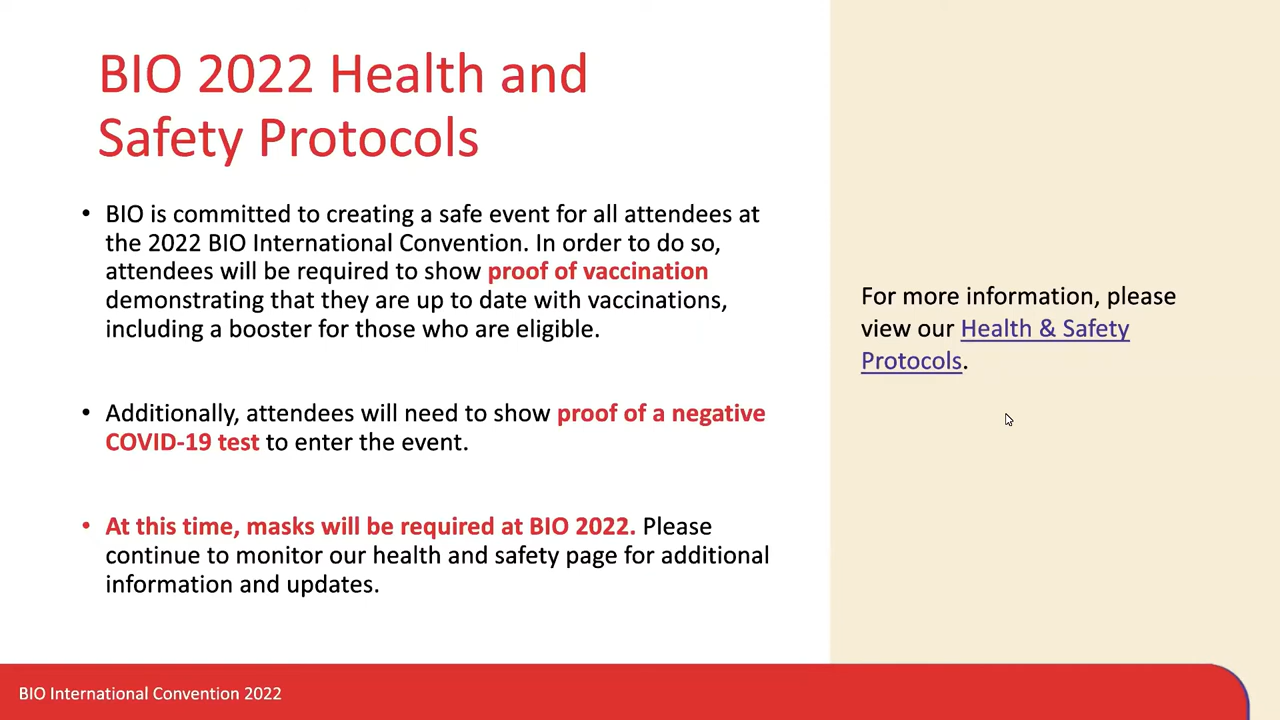 BIO 2022 Health and
Safety Protocols
• BIO is committed to creating a safe event for all attendees at
the 2022 BIO International Convention. In order to do so,
attendees will be required to show proof of vaccination
demonstrating that they are up to date with vaccinations,
including a booster for those who are eligible.
• Additionally, attendees will need to show proof of a negative
COVID-19 test to enter the event.
• At this time, masks will be required at BIO 2022. Please
continue to monitor our health and safety page for additional
information and updates.
For more information, please
view our Health & Safety
Protocols.
BIO International Convention 2022